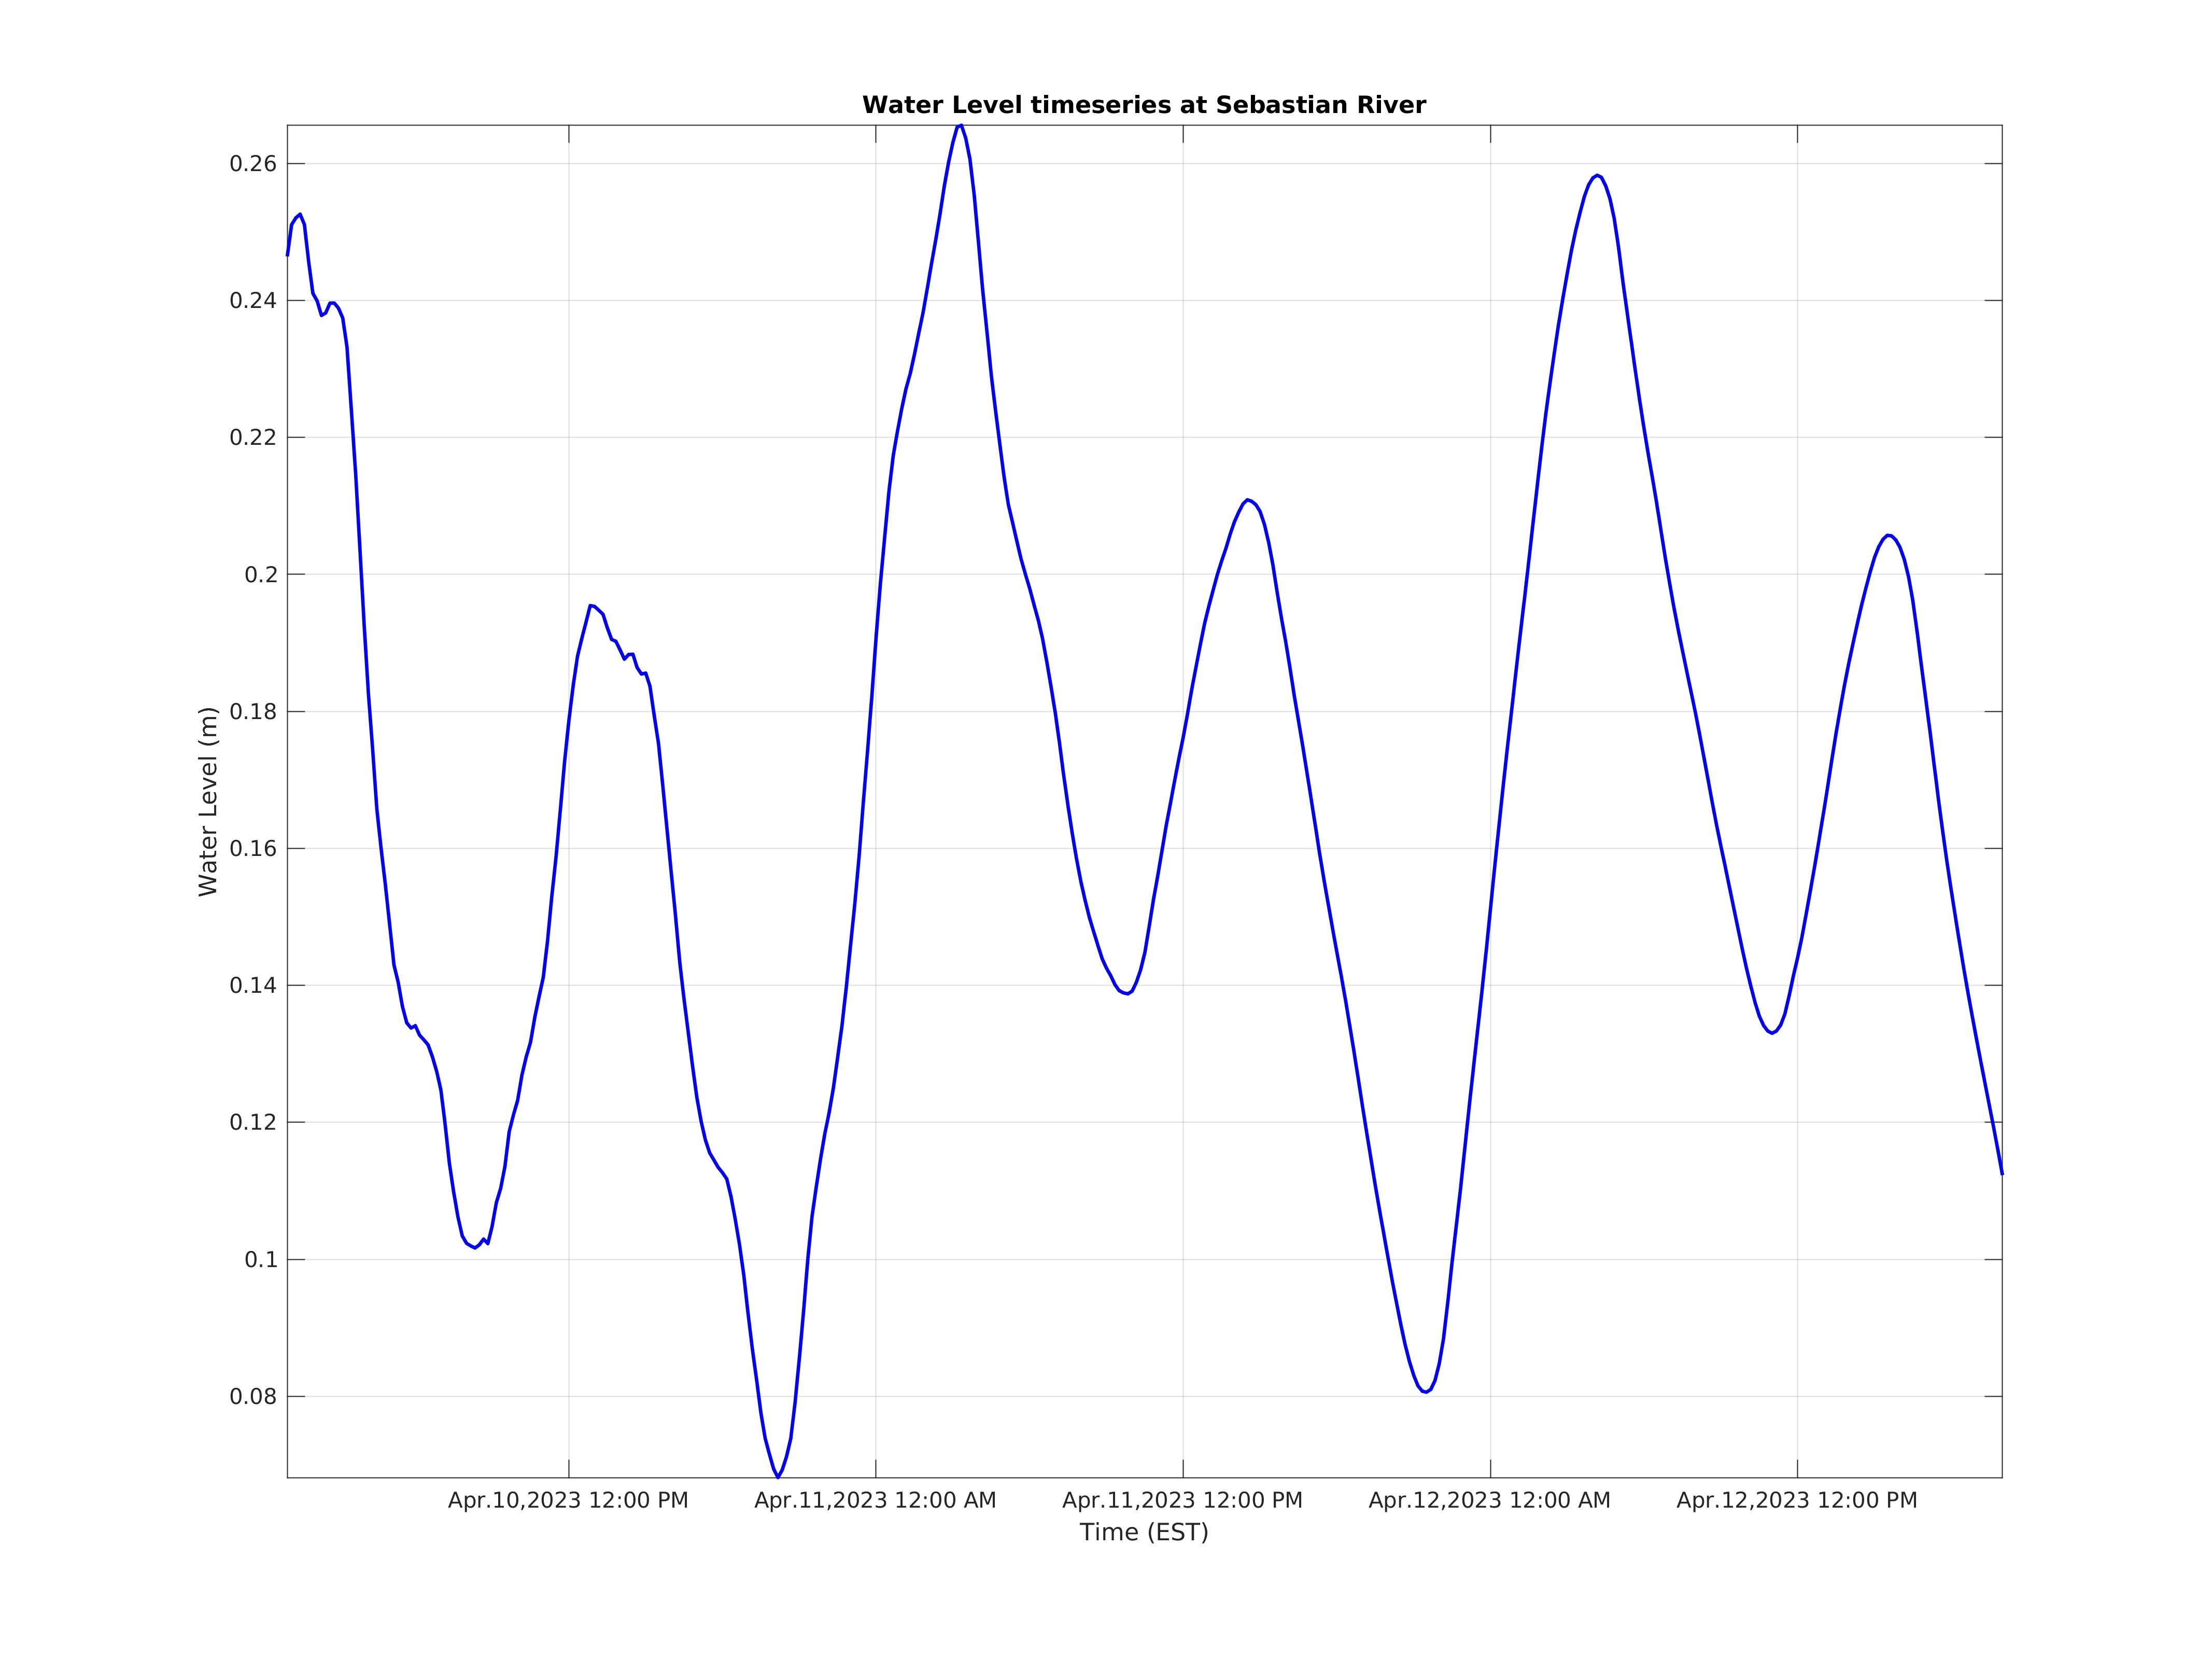 Water Level timeseries at Sebastian River
0.26
0.24
0.22
0.2
0.18
0.16
0.14
0.12
0.1
0.08
Water Level (m)
Apr.10,2023 12:00 PM
Apr.11,2023 12:00 AM
Apr.11,2023 12:00 PM
Apr.12,2023 12:00 AM
Apr.12,2023 12:00 PM
Time (EST)